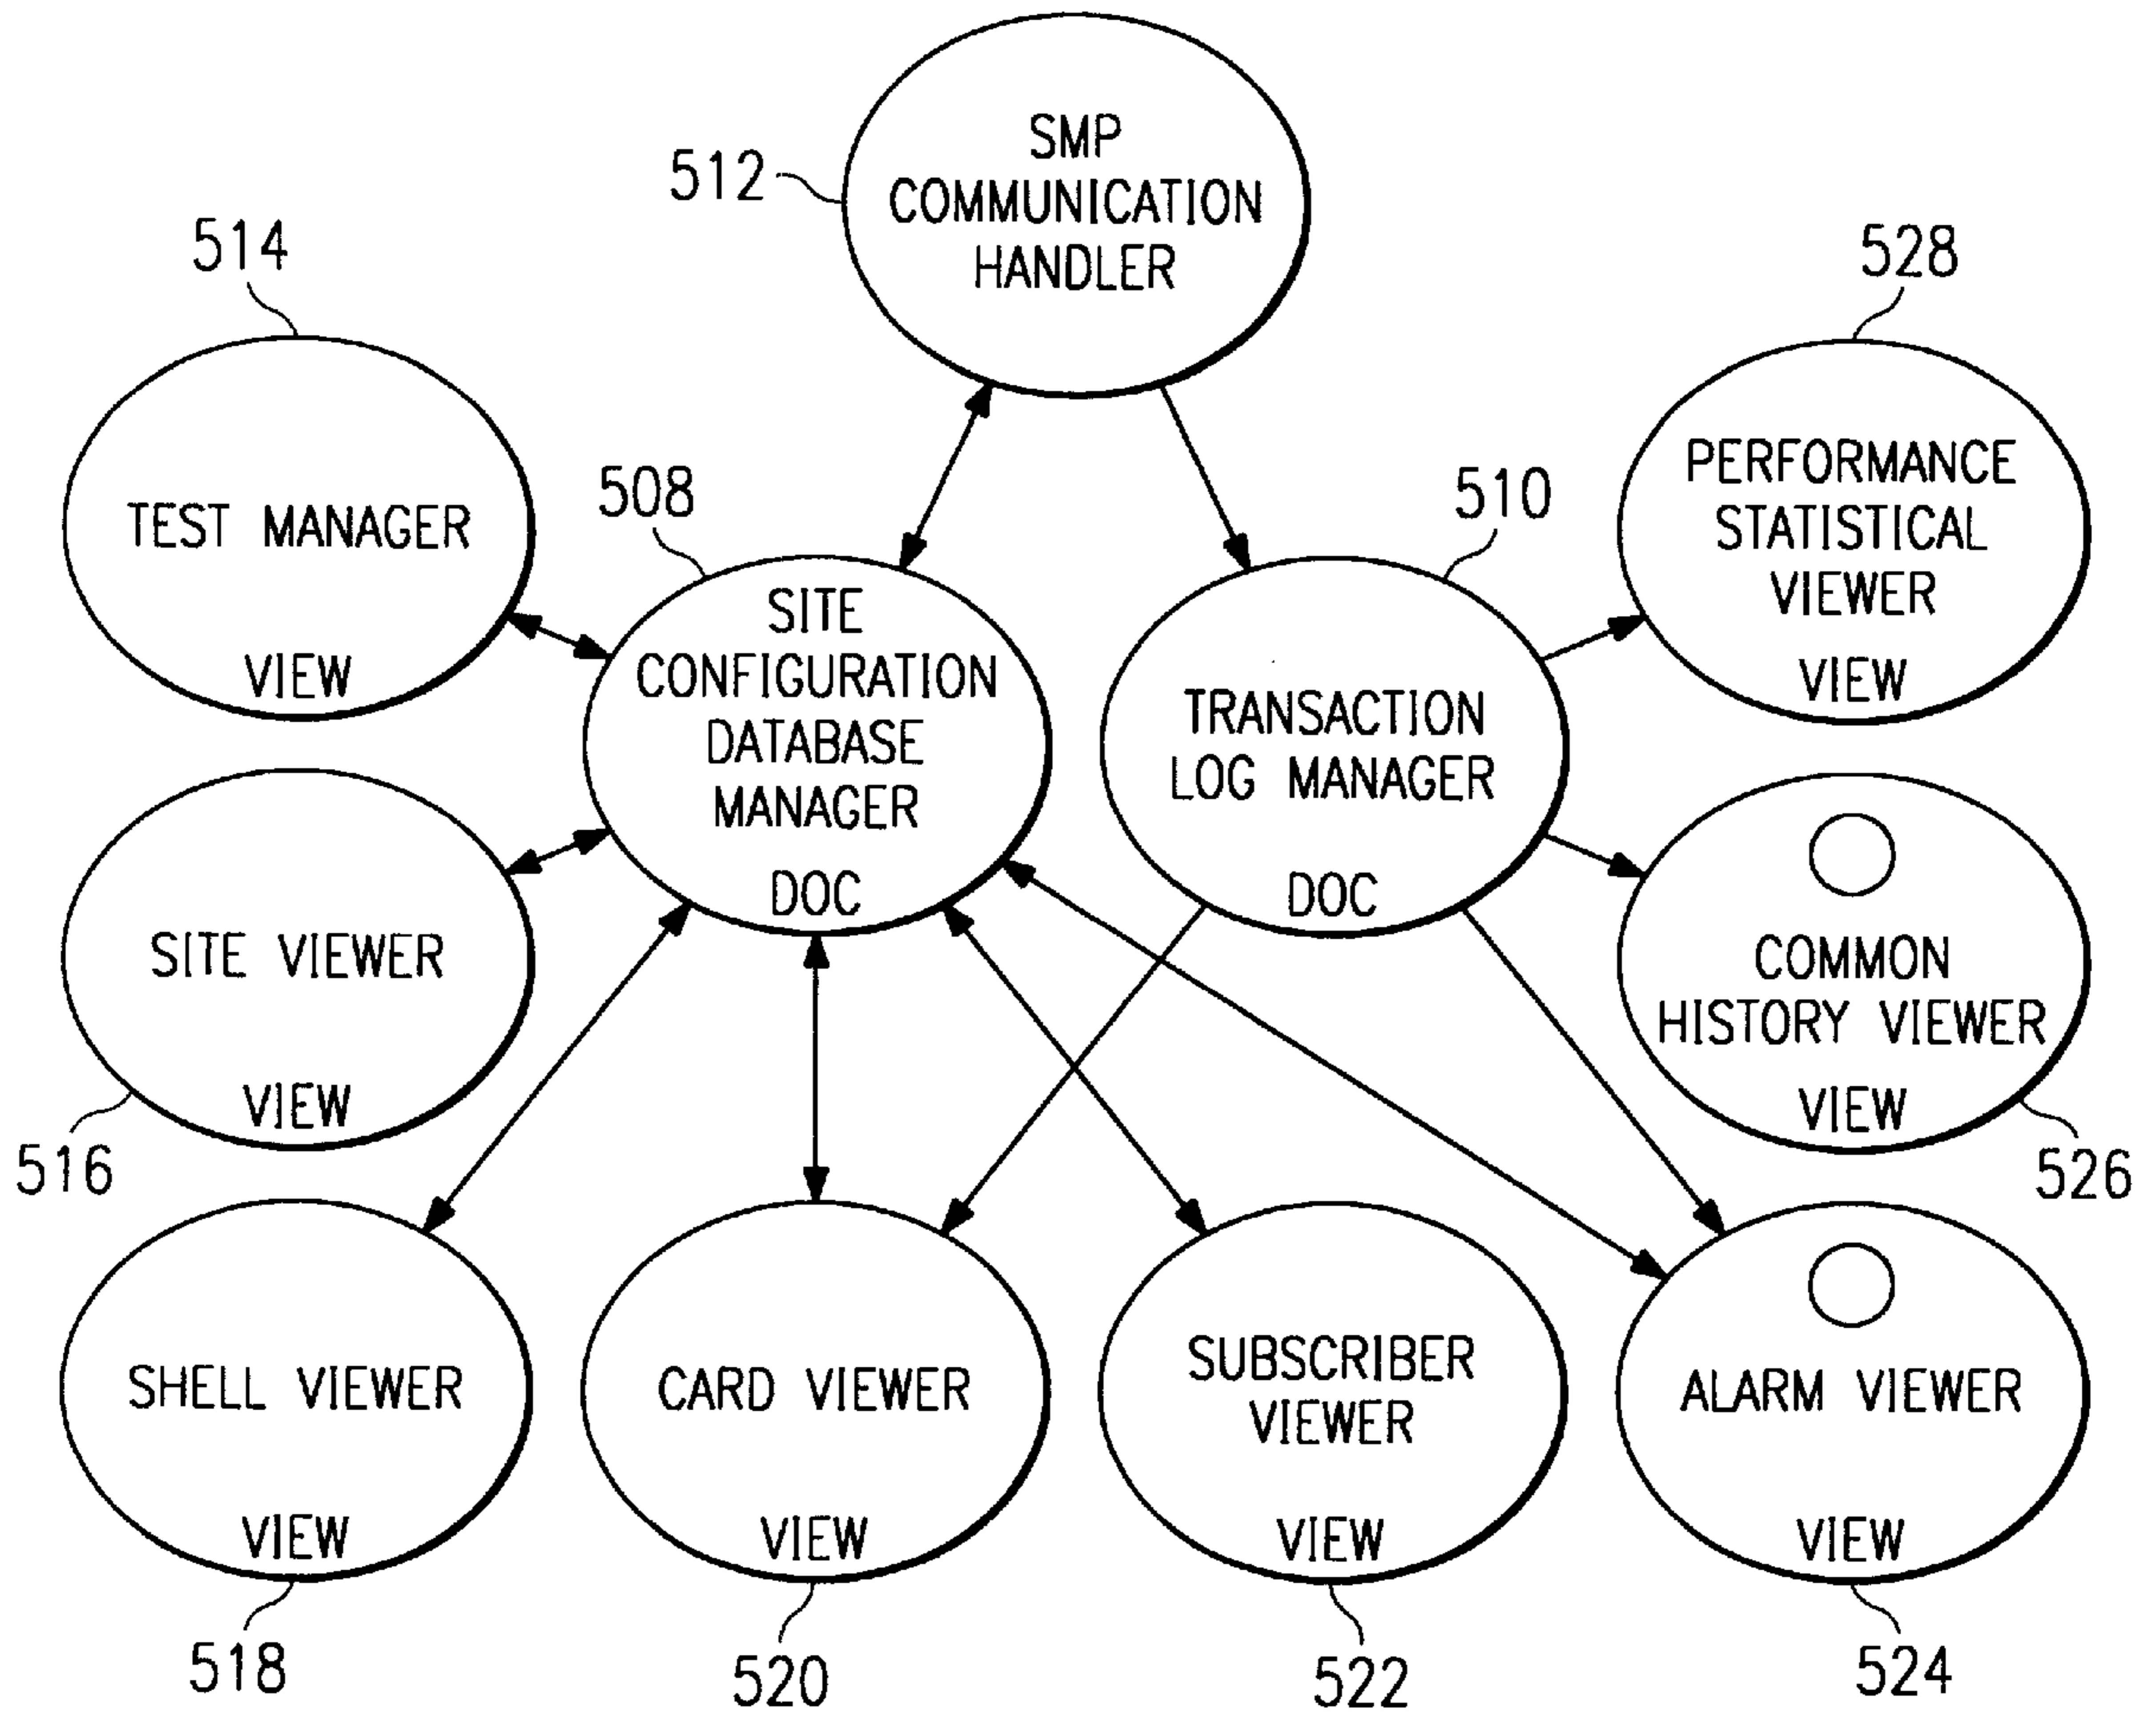 SMP
COMMUNICATION
HANDLER
512
514
528
TEST MANAGER
VIEW
508
510
PERFORMANCE
STATISTICAL
VIEWER
VIEW
SITE
CONFIGURATION
DATABASE
MANAGER
DOC
TRANSACTION
LOG MANAGER
DOC
SITE VIEWER
VIEW
516
COMMON
HISTORY VIEWER
VIEW
526
SHELL VIEWER
VIEW
518
CARD VIEWER
VIEW
520
SUBSCRIBER
VIEWER
VIEW
522
ALARM VIEWER
VIEW
524